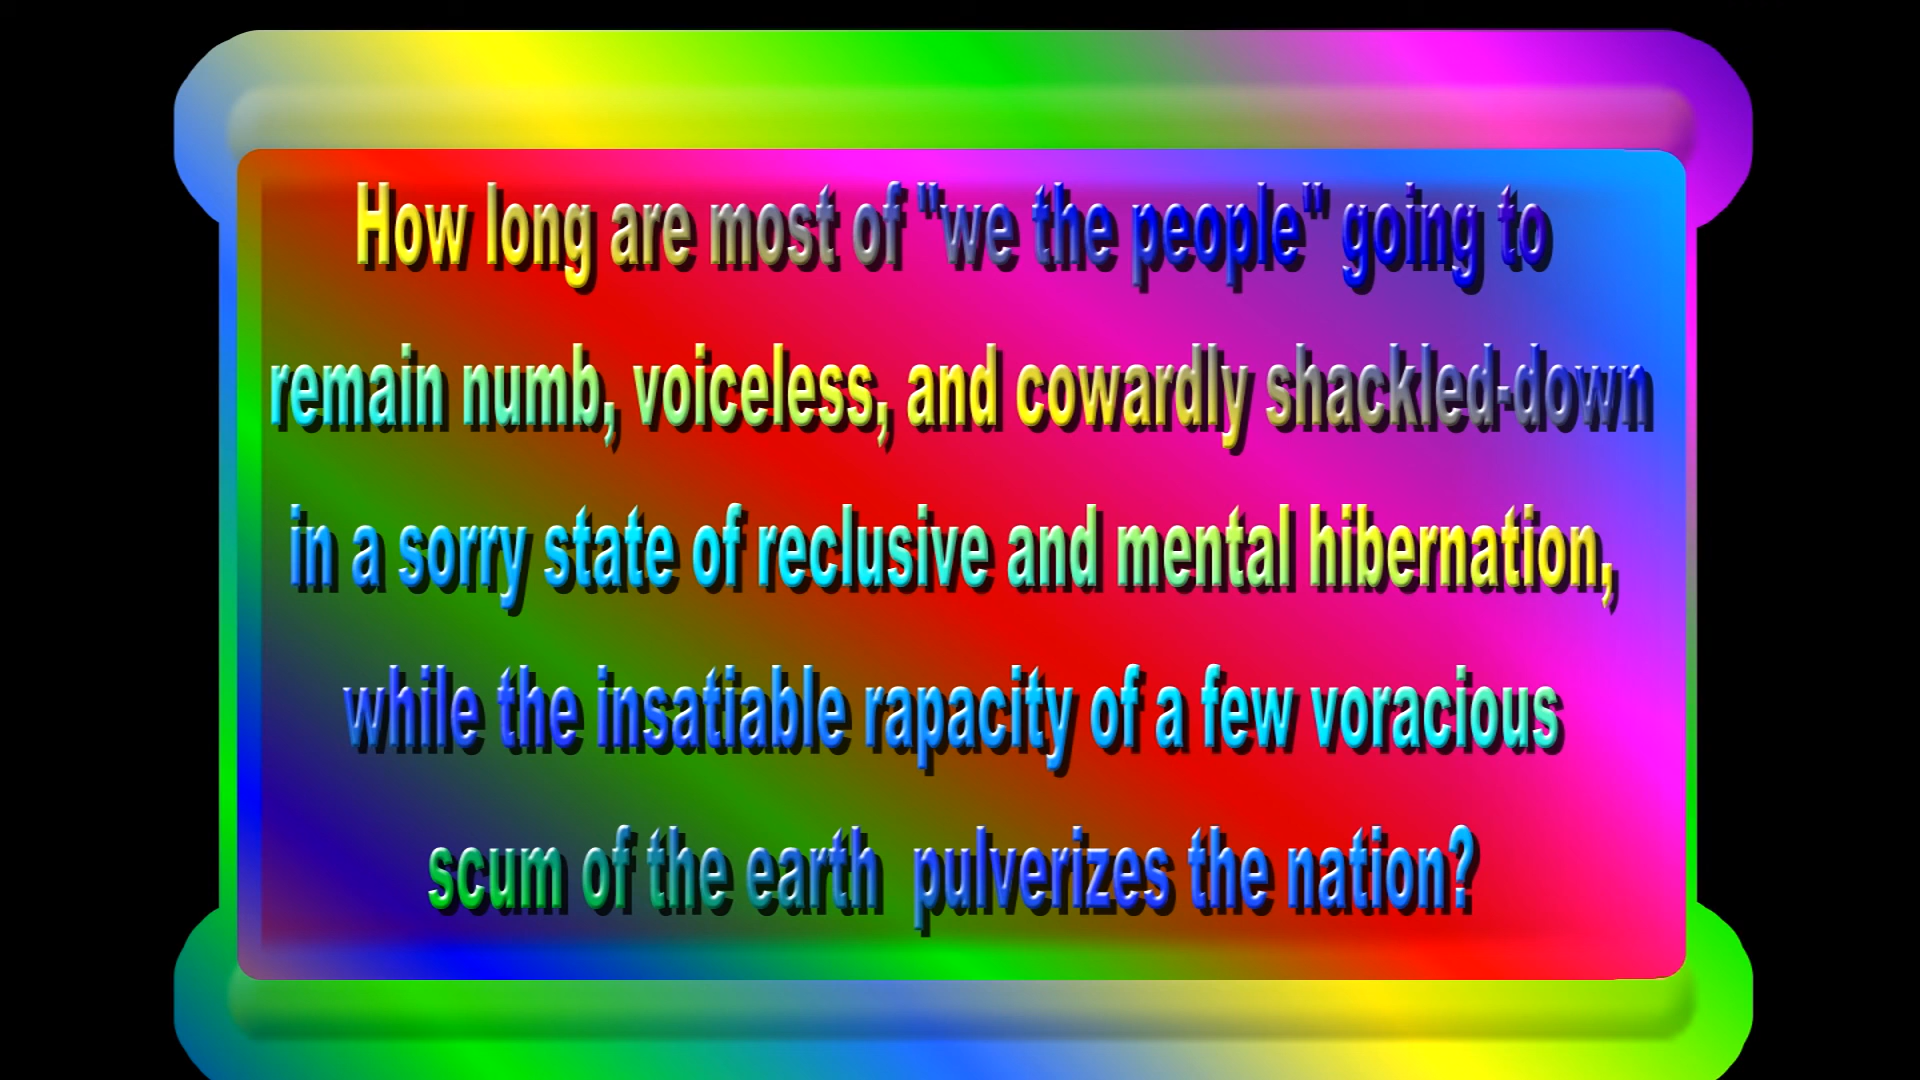 How long are most of "we the people" going to
remain numb, voiceless, and cowardly shackled-down
in a sorry state of reclusive and mental hibernation,
while the insatiable rapacity of a few voracious
scum of the earth  pulverizes the nation?